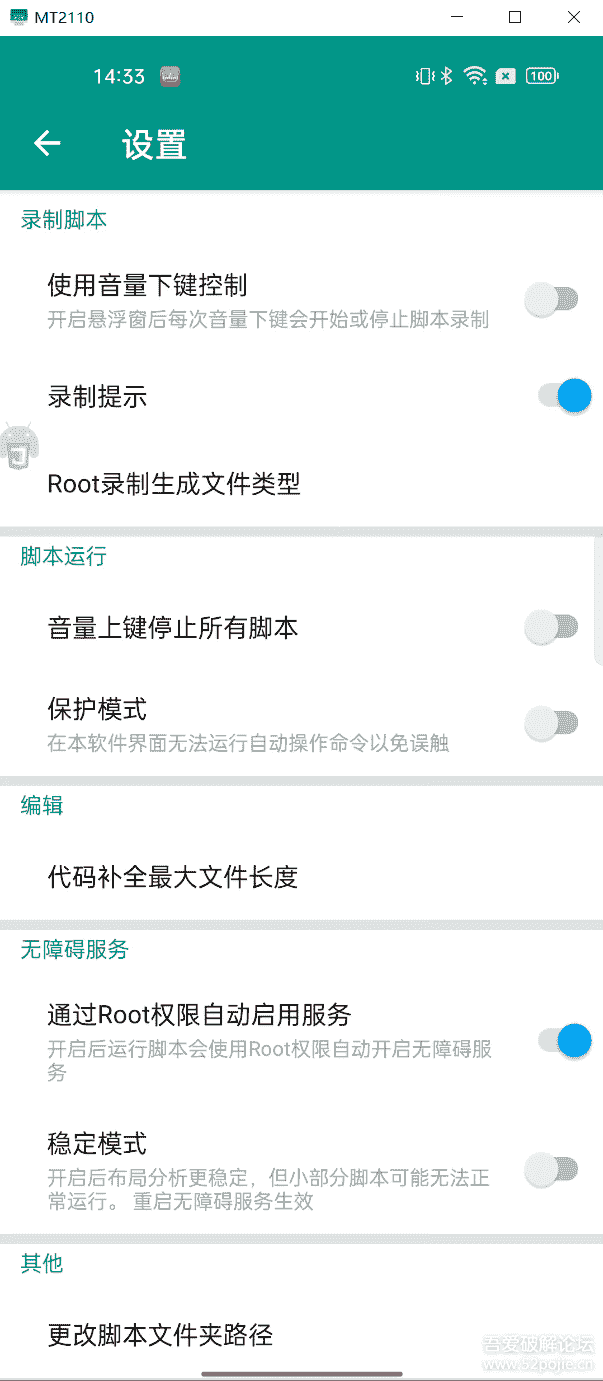 MT2110
14:33
100
设置
录制脚本
使用音量下键控制
开启悬浮窗后每次音量下键会开始或停止脚本录制
录制提示
Root录制生成文件类型
脚本运行
音量上键停止所有脚本
保护模式
在本软件界面无法运行自动操作命令以免误触
编辑
代码补全最大文件长度
无障碍服务
通过Root权限自动启用服务
开启后运行脚本会使用Root权限自动开启无障碍服
务
稳定模式
开启后布局分析更稳定，但小部分脚本可能无法正
常运行。 重启无障碍服务生效
其他
更改脚本文件夹路径
吾爱破解论坛
www.52pojie.cn